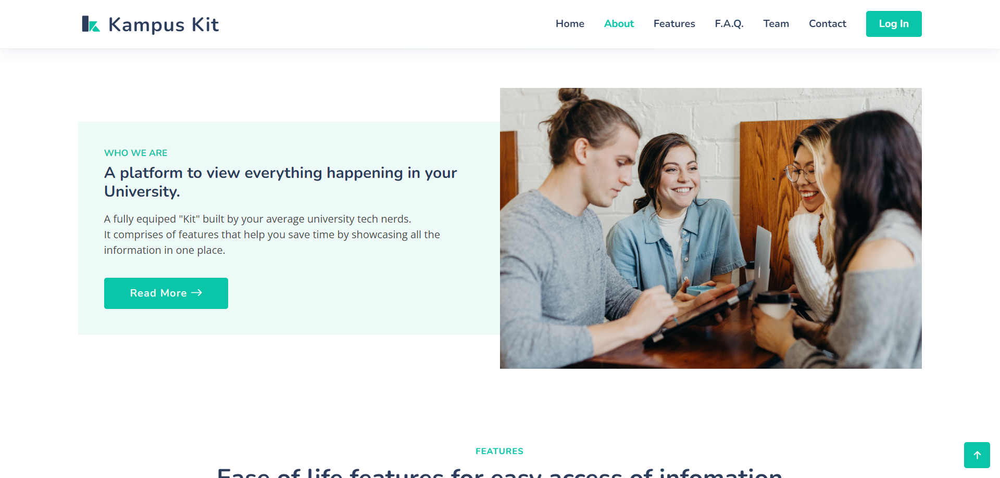 Kampus Kit
Home About Features F.A.Q. Team Contact Log In
WHO WE ARE
A platform to view everything happening in your
University.
A fully equiped "Kit" built by your average university tech nerds.
It comprises of features that help you save time by showcasing all the
information in one place.
Read More →
FEATURES
Ease of life features for easy access of infomation